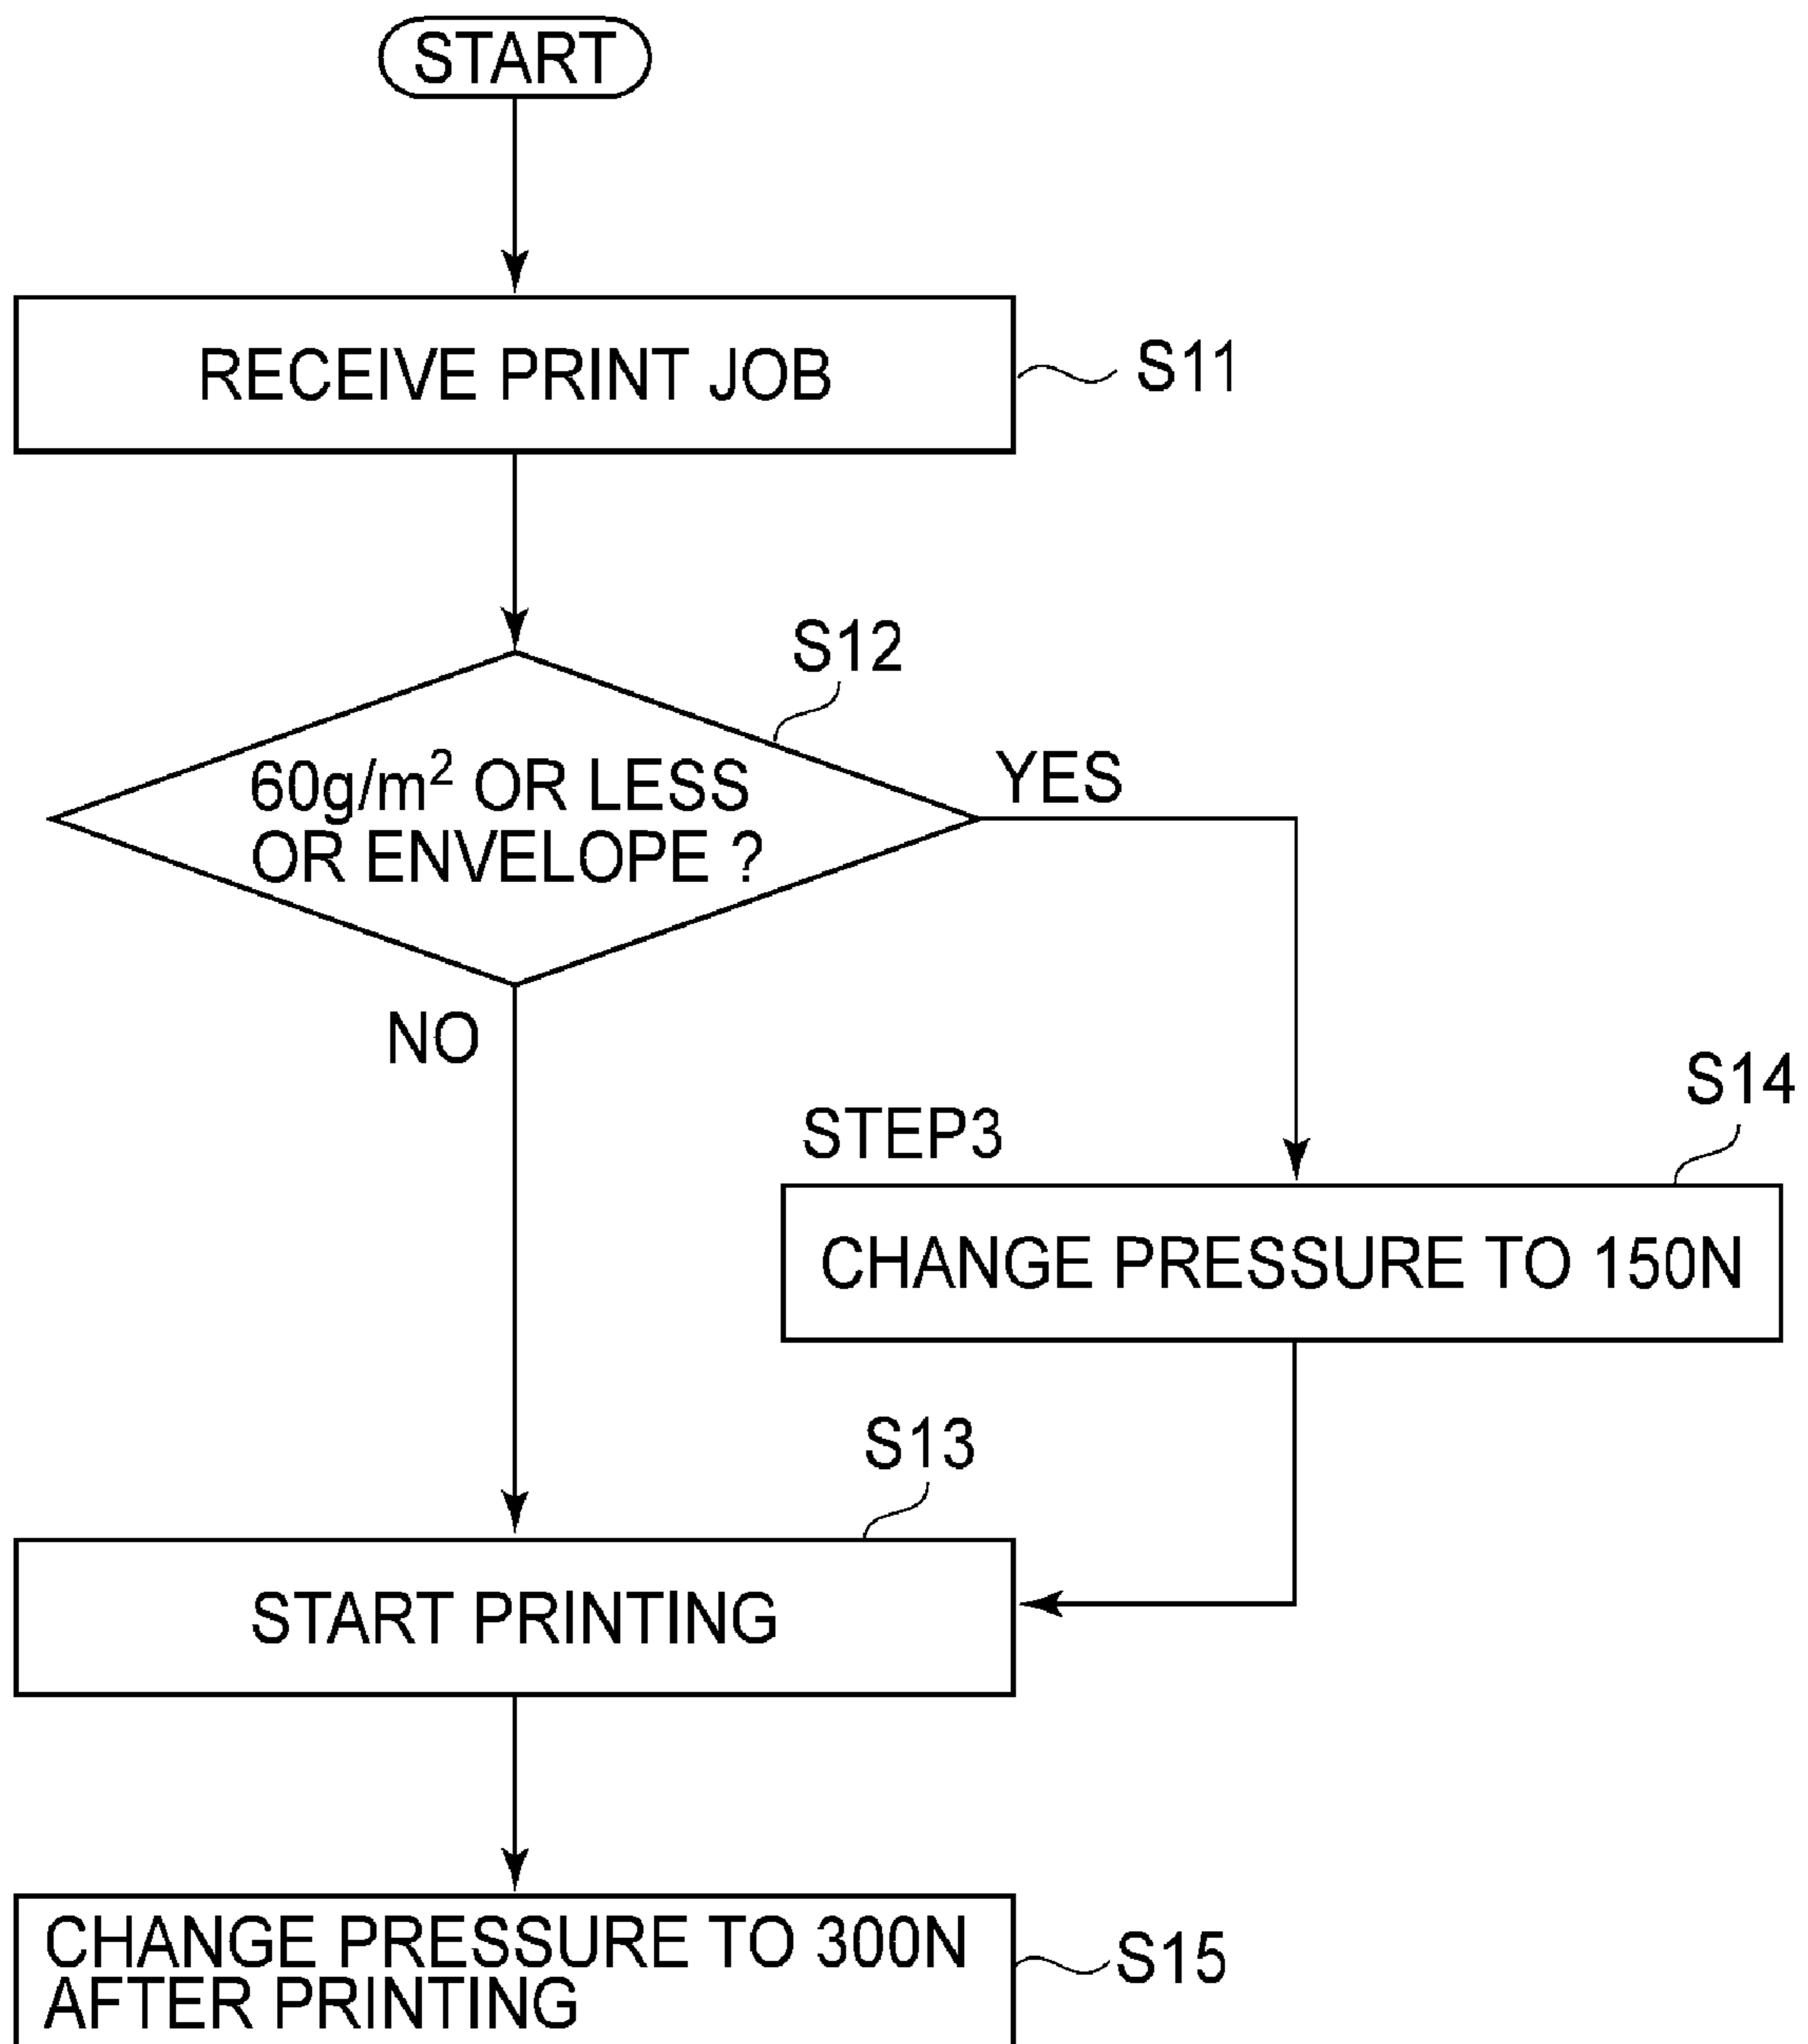 START
RECEIVE PRINT JOB
S11
S12
60g/m² OR LESS
OR ENVELOPE ?
YES
NO
S14
STEP3
CHANGE PRESSURE TO 150N
S13
START PRINTING
CHANGE PRESSURE TO 300N
AFTER PRINTING
S15